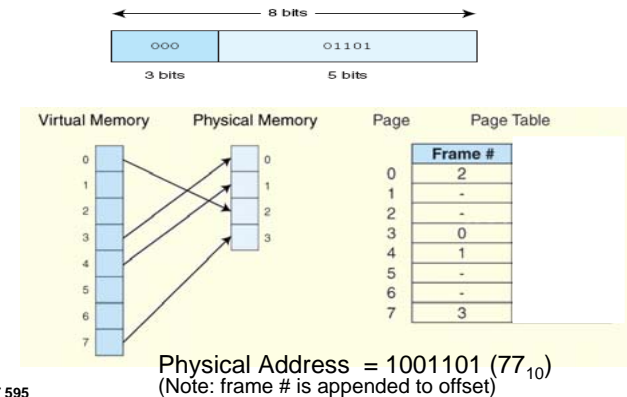 8 bits
000 01101
3 bits 5 bits
Virtual Memory Physical Memory Page Page Table
Frame #
0 0 0 2
1 1 1 -
2 2 2 -
3 3 3 0
4 4 1
5 5 -
6 6 -
7 7 3
Physical Address = 1001101 (77₁₀)
(Note: frame # is appended to offset)
595